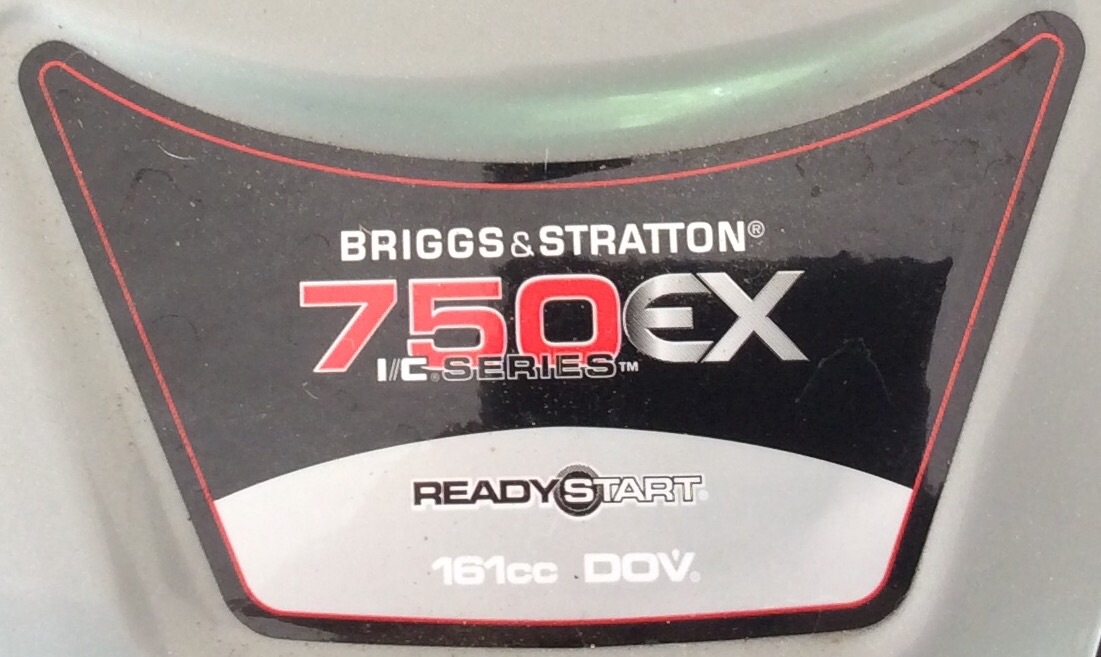 BRIGGS & STRATTON®
750EX
I/C® SERIES™
READYSTART®
161cc DOV®